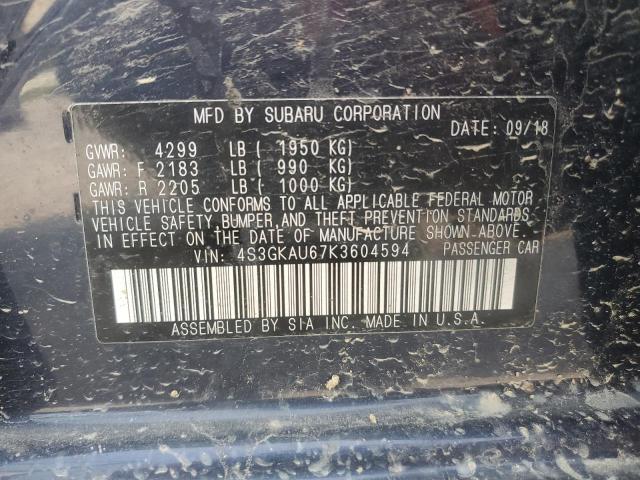 MFD BY SUBARU CORPORATION
DATE: 09/18
GVWR: 4299 LB ( 1950 KG)
GAWR: F 2183 LB ( 990 KG)
GAWR: R 2205 LB ( 1000 KG)
THIS VEHICLE CONFORMS TO ALL APPLICABLE FEDERAL MOTOR
VEHICLE SAFETY, BUMPER, AND THEFT PREVENTION STANDARDS
IN EFFECT ON THE DATE OF MANUFACTURE SHOWN ABOVE.
VIN: 4S3GKAU67K3604594 PASSENGER CAR
ASSEMBLED BY SIA INC. MADE IN U.S.A.